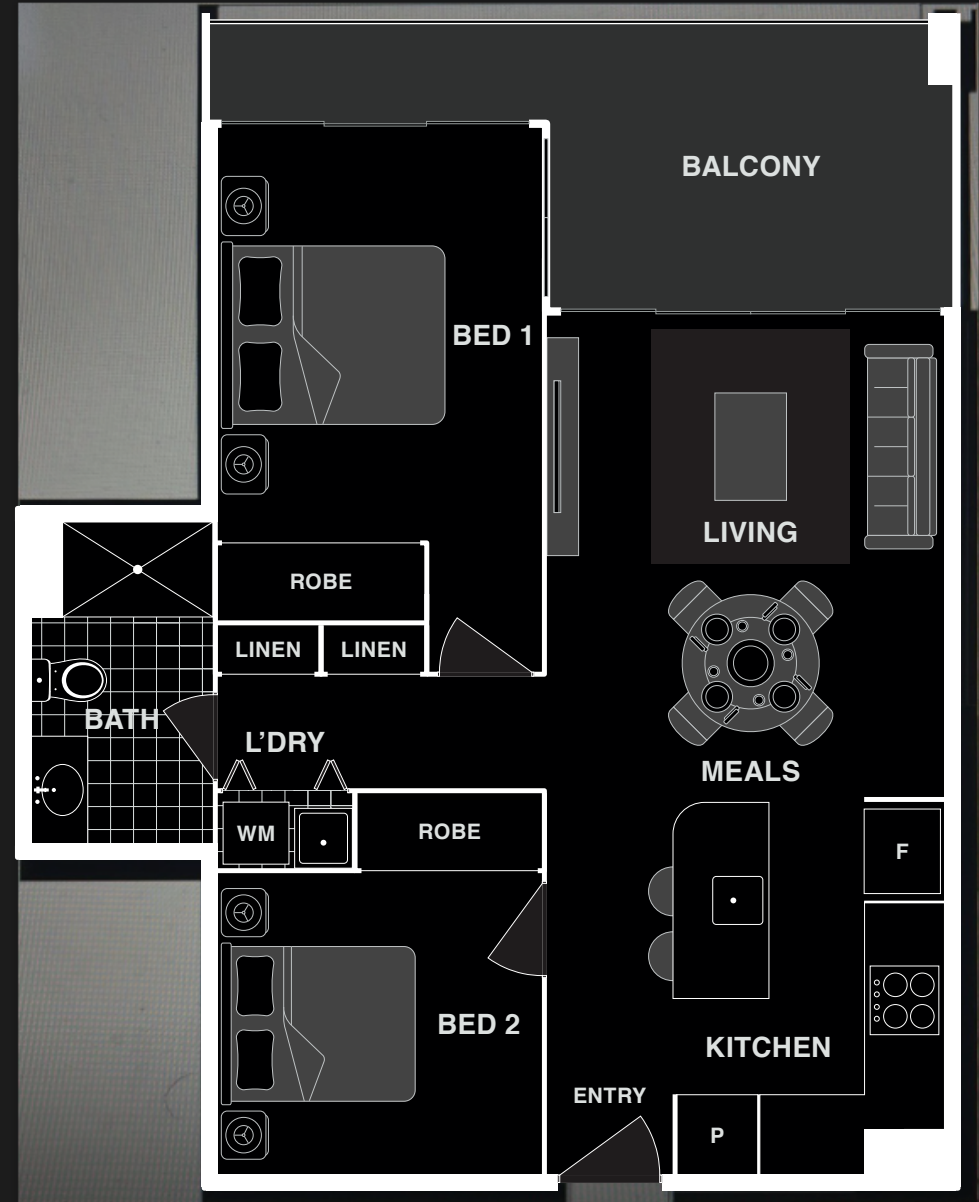 BALCONY
BED 1
LIVING
ROBE
LINEN
LINEN
BATH
L'DRY
MEALS
WM
ROBE
F
BED 2
KITCHEN
ENTRY
P